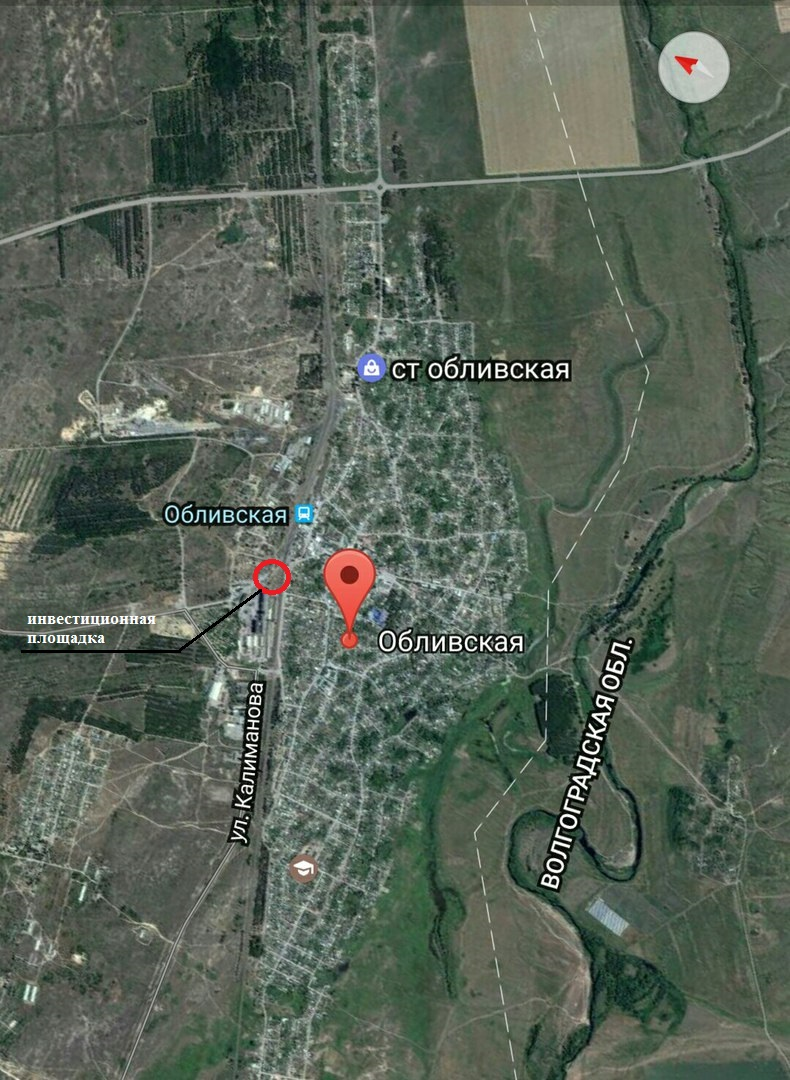 ст обливская
Обливская
инвестиционная
площадка
Обливская
ул. Калиманова
ВОЛГОГРАДСКАЯ ОБЛ.